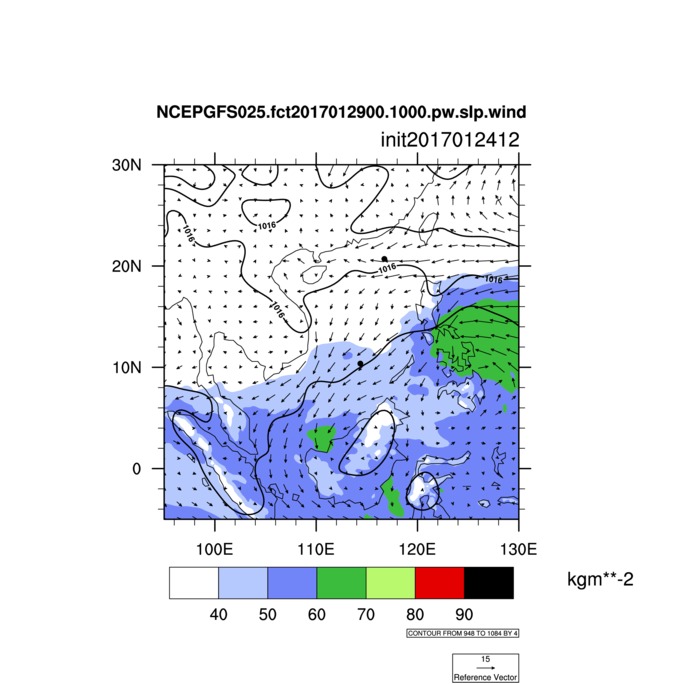 NCEPGFS025.fct2017012900.1000.pw.slp.wind
init2017012412
30N
1016
1016
20N
1016
1016
1016
10N
0
100E 110E 120E 130E
kgm**-2
40 50 60 70 80 90
CONTOUR FROM 948 TO 1084 BY 4
15
Reference Vector